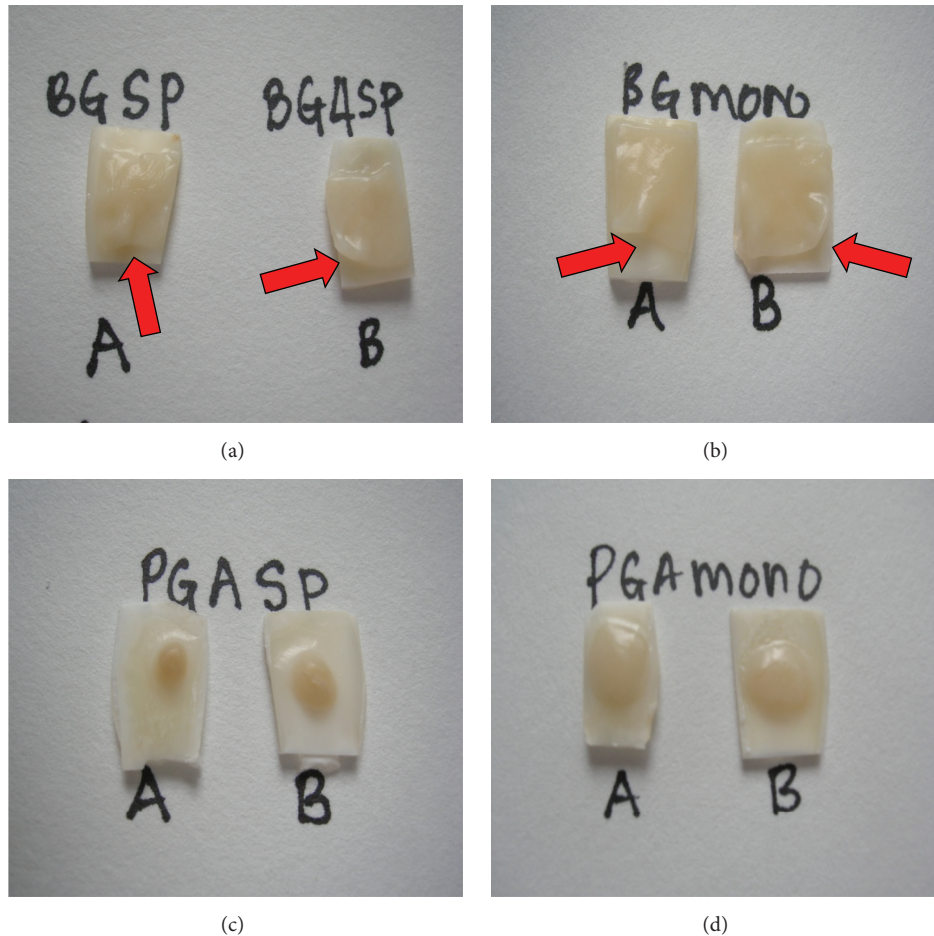 BGSP BGASP
A B
(a)
BGmono
A B
(b)
PGASP
A B
(c)
PGAmono
A B
(d)